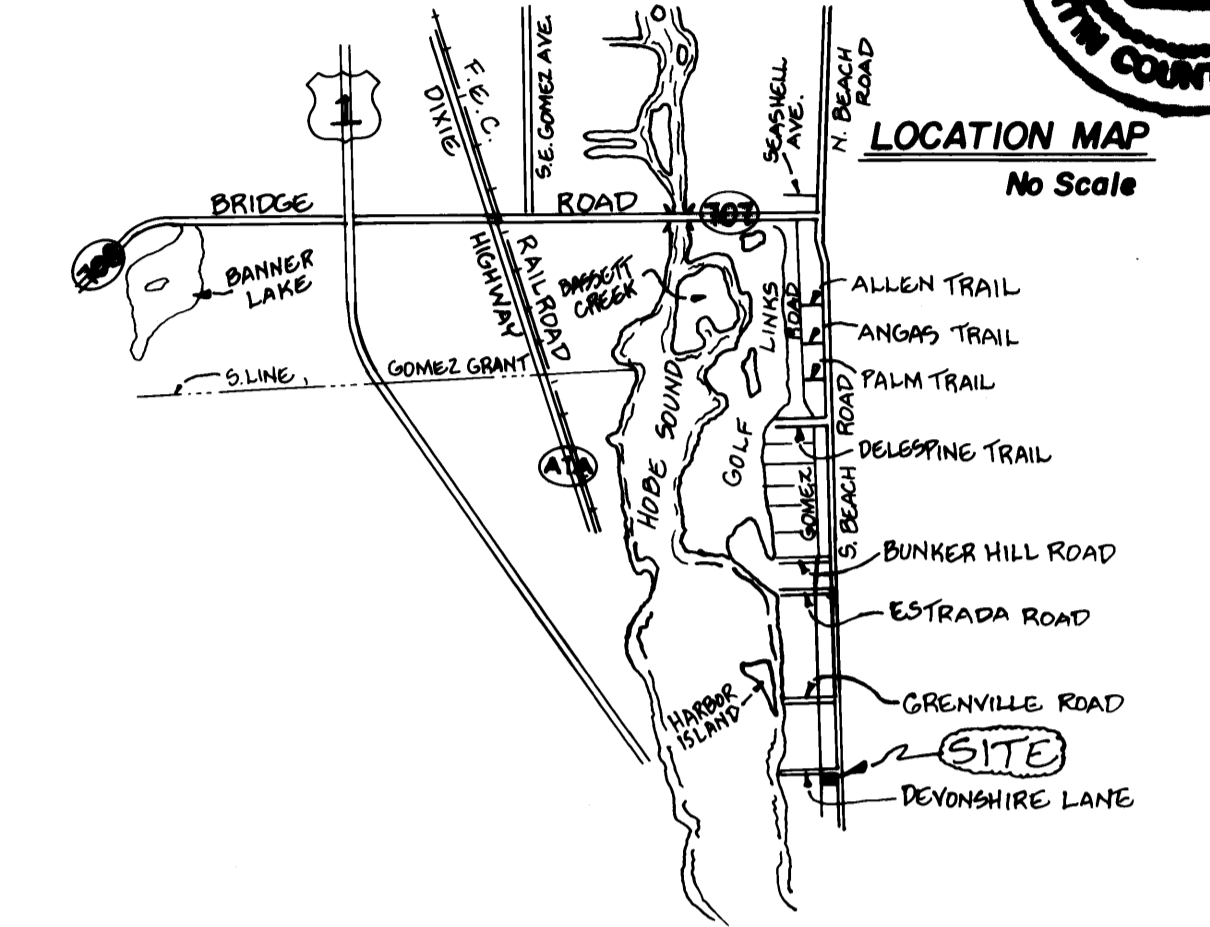 S.E. GOMEZ AVE.
F.E.C.
DIXIE
1
SEASHELL
AVE.
N. BEACH
ROAD
COUNT
LOCATION MAP
No Scale
BRIDGE
ROAD
707
708
BANNER
LAKE
RAILROAD
HIGHWAY
BASSETT
CREEK
LINKS
ROAD
ALLEN TRAIL
ANGAS TRAIL
PALM TRAIL
S. LINE,
GOMEZ GRANT
HOBE SOUND
GOLF
GOMEZ
S. BEACH ROAD
DELESPINE TRAIL
A1A
BUNKER HILL ROAD
ESTRADA ROAD
HARBOR
ISLAND
GRENVILLE ROAD
SITE
DEVONSHIRE LANE